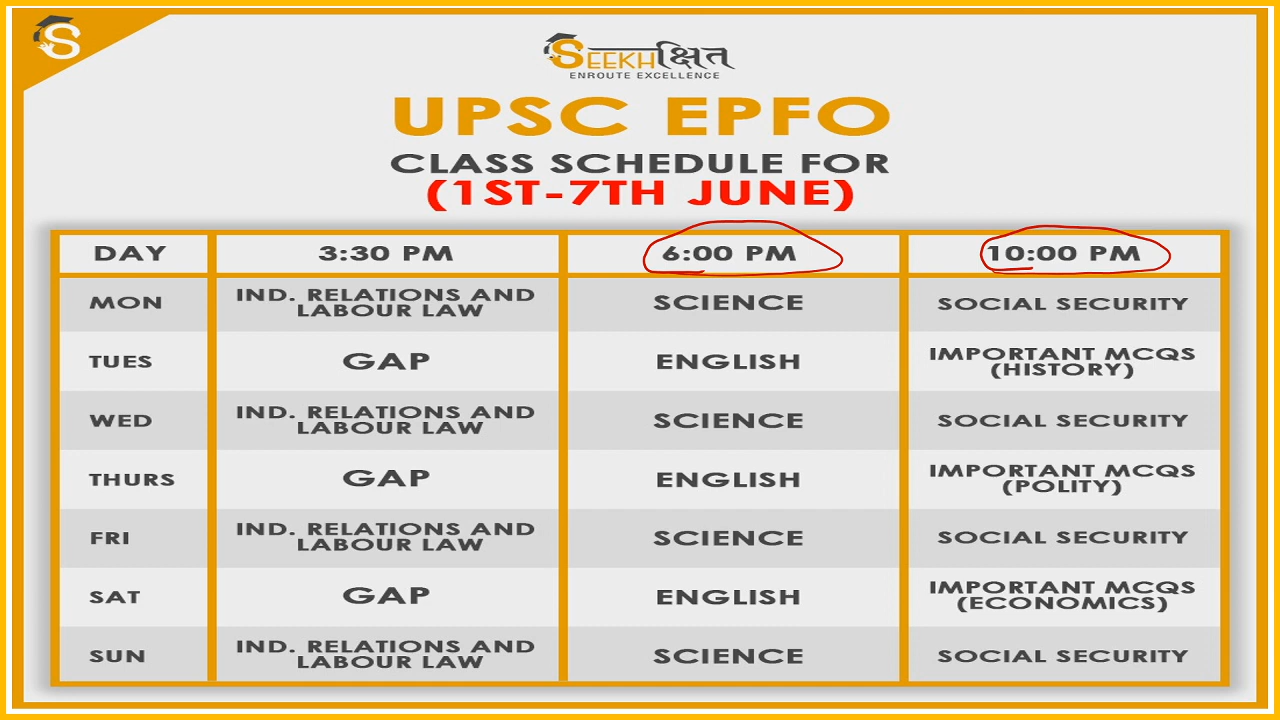 S
SEEKHक्षित
ENROUTE EXCELLENCE
UPSC EPFO
CLASS SCHEDULE FOR
(1ST-7TH JUNE)
DAY 3:30 PM 6:00 PM 10:00 PM
MON IND. RELATIONS AND LABOUR LAW SCIENCE SOCIAL SECURITY
TUES GAP ENGLISH IMPORTANT MCQS (HISTORY)
WED IND. RELATIONS AND LABOUR LAW SCIENCE SOCIAL SECURITY
THURS GAP ENGLISH IMPORTANT MCQS (POLITY)
FRI IND. RELATIONS AND LABOUR LAW SCIENCE SOCIAL SECURITY
SAT GAP ENGLISH IMPORTANT MCQS (ECONOMICS)
SUN IND. RELATIONS AND LABOUR LAW SCIENCE SOCIAL SECURITY